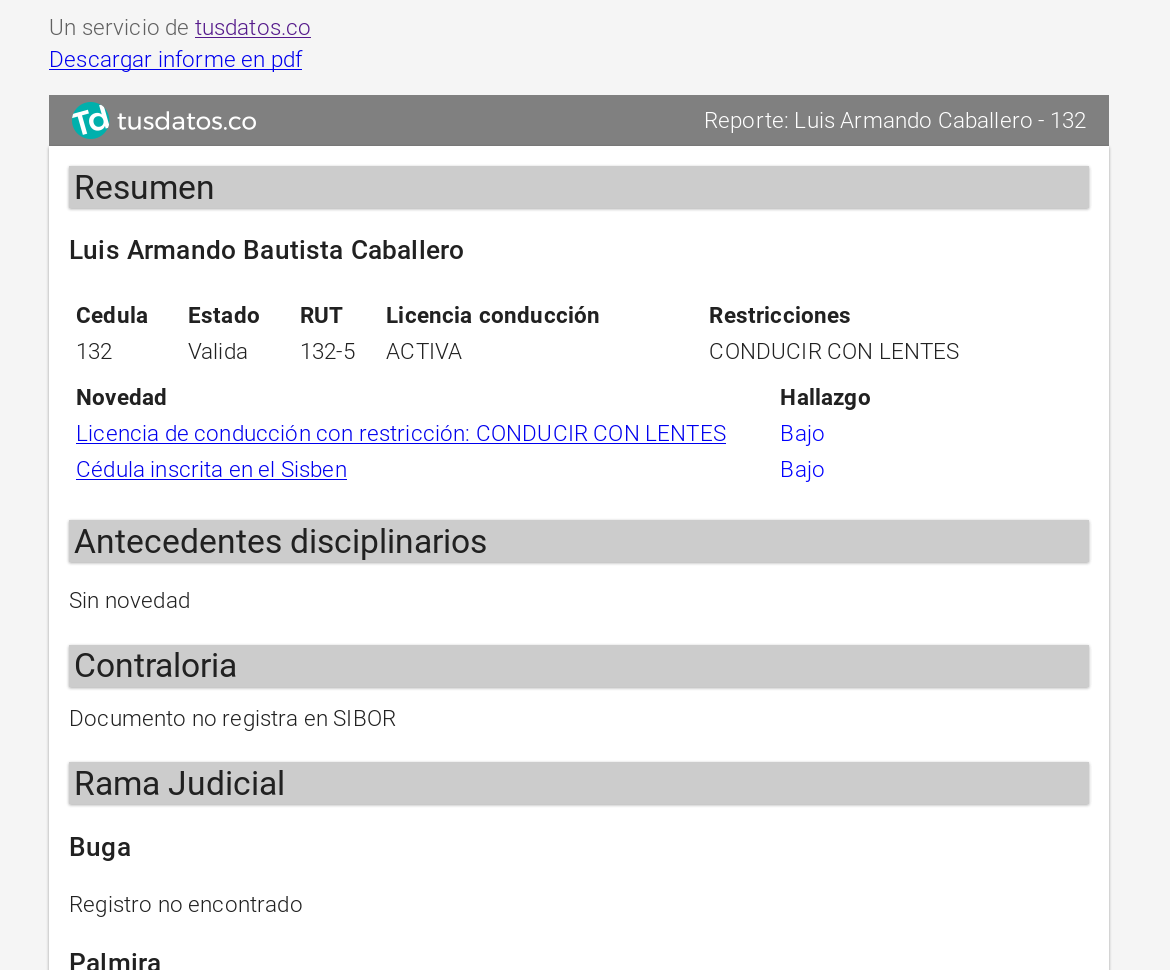 Un servicio de tusdatos.co
Descargar informe en pdf
Td tusdatos.co Reporte: Luis Armando Caballero - 132
Resumen
Luis Armando Bautista Caballero
Cedula Estado RUT Licencia conducción Restricciones
132 Valida 132-5 ACTIVA CONDUCIR CON LENTES
Novedad Hallazgo
Licencia de conducción con restricción: CONDUCIR CON LENTES Bajo
Cédula inscrita en el Sisben Bajo
Antecedentes disciplinarios
Sin novedad
Contraloria
Documento no registra en SIBOR
Rama Judicial
Buga
Registro no encontrado
Palmira